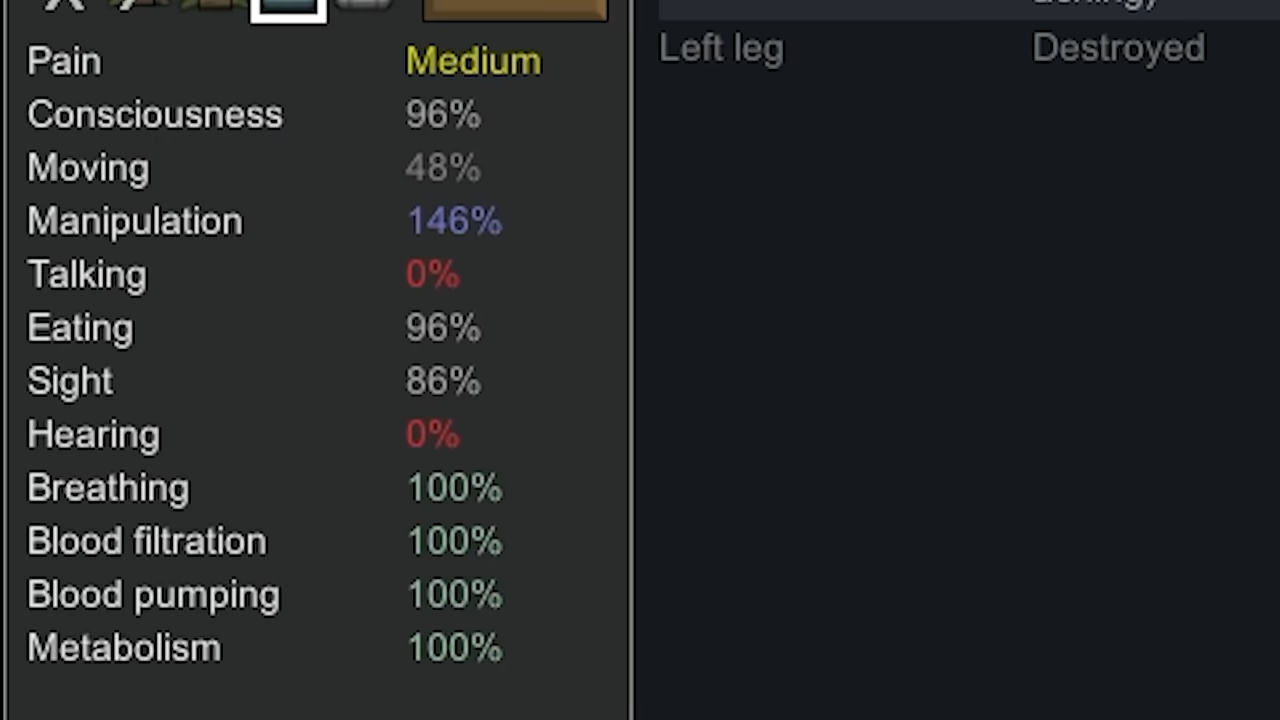 Pain Medium
Consciousness 96%
Moving 48%
Manipulation 146%
Talking 0%
Eating 96%
Sight 86%
Hearing 0%
Breathing 100%
Blood filtration 100%
Blood pumping 100%
Metabolism 100%
Left leg Destroyed